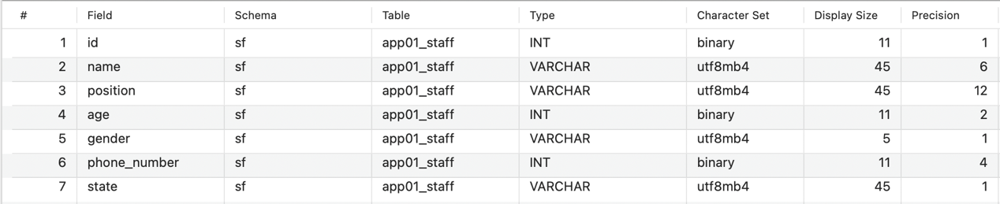 # Field Schema Table Type Character Set Display Size Precision
1 id sf app01_staff INT binary 11 1
2 name sf app01_staff VARCHAR utf8mb4 45 6
3 position sf app01_staff VARCHAR utf8mb4 45 12
4 age sf app01_staff INT binary 11 2
5 gender sf app01_staff VARCHAR utf8mb4 5 1
6 phone_number sf app01_staff INT binary 11 4
7 state sf app01_staff VARCHAR utf8mb4 45 1